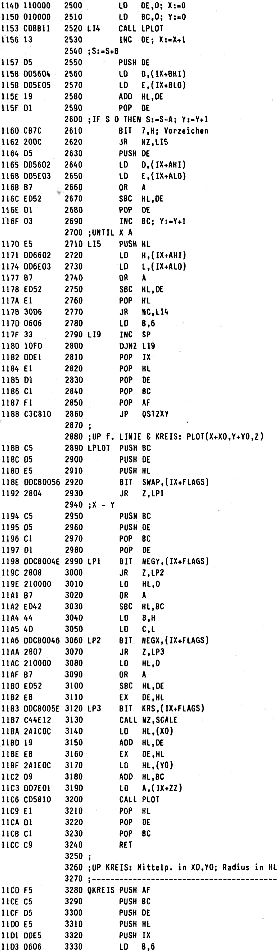 114D 110000 2500 LD DE,0; X:=0
1150 010000 2510 LD BC,0; Y:=0
1153 CD8B11 2520 LI4 CALL LPLOT
1156 13 2530 INC DE; X:=X+1
2540 ;S:=S+B
1157 D5 2550 PUSH DE
1158 DD5604 2560 LD D,(IX+BHI)
115B DD5E05 2570 LD E,(IX+BLO)
115E 19 2580 ADD HL,DE
115F D1 2590 POP DE
2600 ;IF S 0 THEN S:=S-A; Y:=Y+1
1160 CB7C 2610 BIT 7,H; Vorzeichen
1162 200C 2620 JR NZ,LI5
1164 D5 2630 PUSH DE
1165 DD5602 2640 LD D,(IX+AHI)
1168 DD5E03 2650 LD E,(IX+ALO)
116B B7 2660 OR A
116C ED52 2670 SBC HL,DE
116E D1 2680 POP DE
116F 03 2690 INC BC; Y:=Y+1
2700 ;UNTIL X A
1170 E5 2710 LI5 PUSH HL
1171 DD6602 2720 LD H,(IX+AHI)
1174 DD6E03 2730 LD L,(IX+ALO)
1177 B7 2740 OR A
1178 ED52 2750 SBC HL,DE
117A E1 2760 POP HL
117B 30D6 2770 JR NC,LI4
117D 0606 2780 LD B,6
117F 33 2790 LI9 INC SP
1180 10FD 2800 DJNZ LI9
1182 DDE1 2810 POP IX
1184 E1 2820 POP HL
1185 D1 2830 POP DE
1186 C1 2840 POP BC
1187 F1 2850 POP AF
1188 C3C810 2860 JP QST2XY
2870 ;
2880 ;UP f. LINIE & KREIS: PLOT(X+X0,Y+Y0,Z)
118B C5 2890 LPLOT PUSH BC
118C D5 2900 PUSH DE
118D E5 2910 PUSH HL
118E DDCB0056 2920 BIT SWAP,(IX+FLAGS)
1192 2804 2930 JR Z,LP1
2940 ;X - Y
1194 C5 2950 PUSH BC
1195 D5 2960 PUSH DE
1196 C1 2970 POP BC
1197 D1 2980 POP DE
1198 DDCB004E 2990 LP1 BIT NEGY,(IX+FLAGS)
119C 2808 3000 JR Z,LP2
119E 210000 3010 LD HL,0
11A1 B7 3020 OR A
11A2 ED42 3030 SBC HL,BC
11A4 44 3040 LD B,H
11A5 4D 3050 LD C,L
11A6 DDCB0046 3060 LP2 BIT NEGX,(IX+FLAGS)
11AA 2807 3070 JR Z,LP3
11AC 210000 3080 LD HL,0
11AF B7 3090 OR A
11B0 ED52 3100 SBC HL,DE
11B2 EB 3110 EX DE,HL
11B3 DDCB005E 3120 LP3 BIT KRS,(IX+FLAGS)
11B7 C44E12 3130 CALL NZ,SCALE
11BA 2A1C0C 3140 LD HL,(X0)
11BD 19 3150 ADD HL,DE
11BE EB 3160 EX DE,HL
11BF 2A1E0C 3170 LD HL,(Y0)
11C2 09 3180 ADD HL,BC
11C3 DD7E01 3190 LD A,(IX+ZZ)
11C6 CD5810 3200 CALL PLOT
11C9 E1 3210 POP HL
11CA D1 3220 POP DE
11CB C1 3230 POP BC
11CC C9 3240 RET
3250 ;
3260 ;UP KREIS: Mittelp. in X0,Y0; Radius in HL
3270 ;----------------------------------------
11CD F5 3280 QKREIS PUSH AF
11CE C5 3290 PUSH BC
11CF D5 3300 PUSH DE
11D0 E5 3310 PUSH HL
11D1 DDE5 3320 PUSH IX
11D3 0606 3330 LD B,6